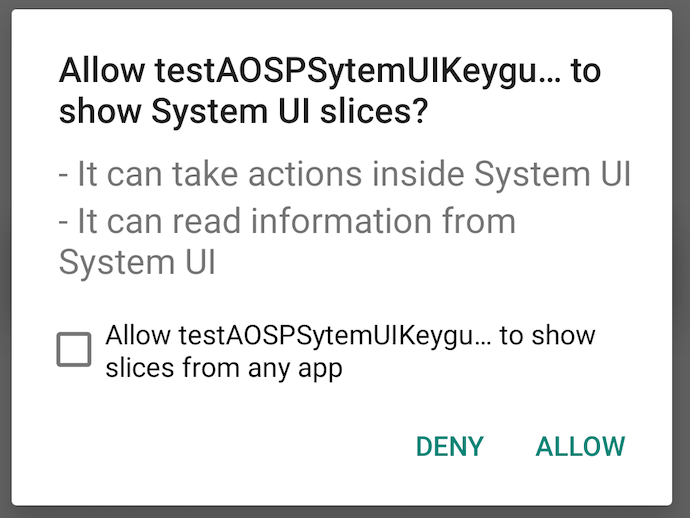 Allow testAOSPSytemUIKeygu… to
show System UI slices?
- It can take actions inside System UI
- It can read information from
System UI
Allow testAOSPSytemUIKeygu… to show
slices from any app
DENY ALLOW